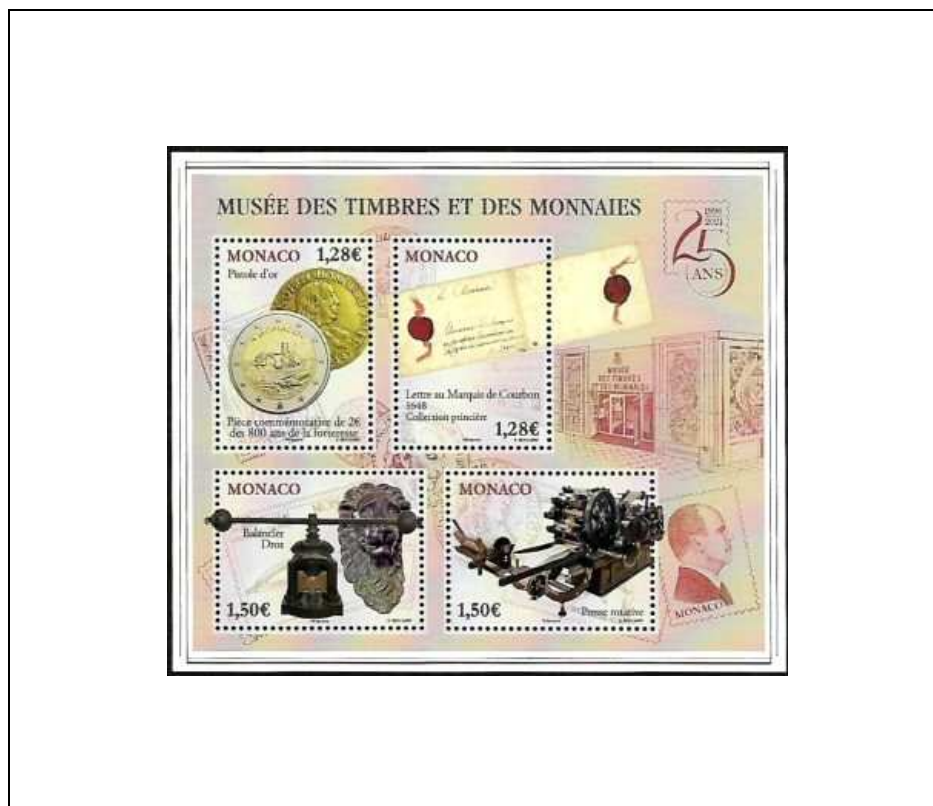 MUSÉE DES TIMBRES ET DES MONNAIES
1996
2021
25
ANS
MONACO 1,28€
Pistole d'or
Pièce commémorative de 2€
des 800 ans de la forteresse
MONACO
Lettre au Marquis de Courbon
1648
Collection princière
1,28€
MUSÉE
DES TIMBRES
ET DES MONNAIES
MONACO
Balancier
Droz
1,50€
MONACO
1,50€ Presse rotative
MONACO